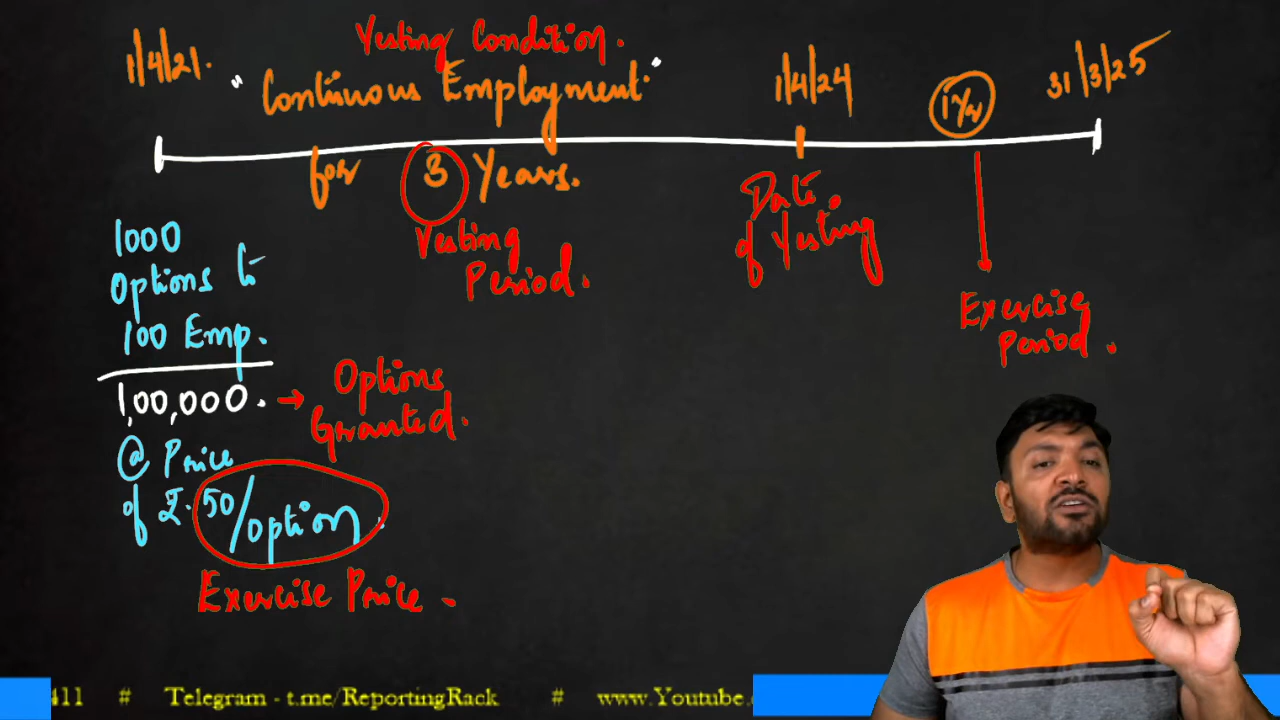 Vesting Condition.
1/4/21.
"Continuous Employment."
1/4/24
1 Yr
31/3/25
for 3 Years.
Vesting
Period.
Date
of Vesting
Exercise
Period.
1000
Options to
100 Emp.
1,00,000. → Options
Granted.
@ Price
of ₹. 50/option.
Exercise Price.
411 # Telegram - t.me/ReportingRack # www.Youtube.